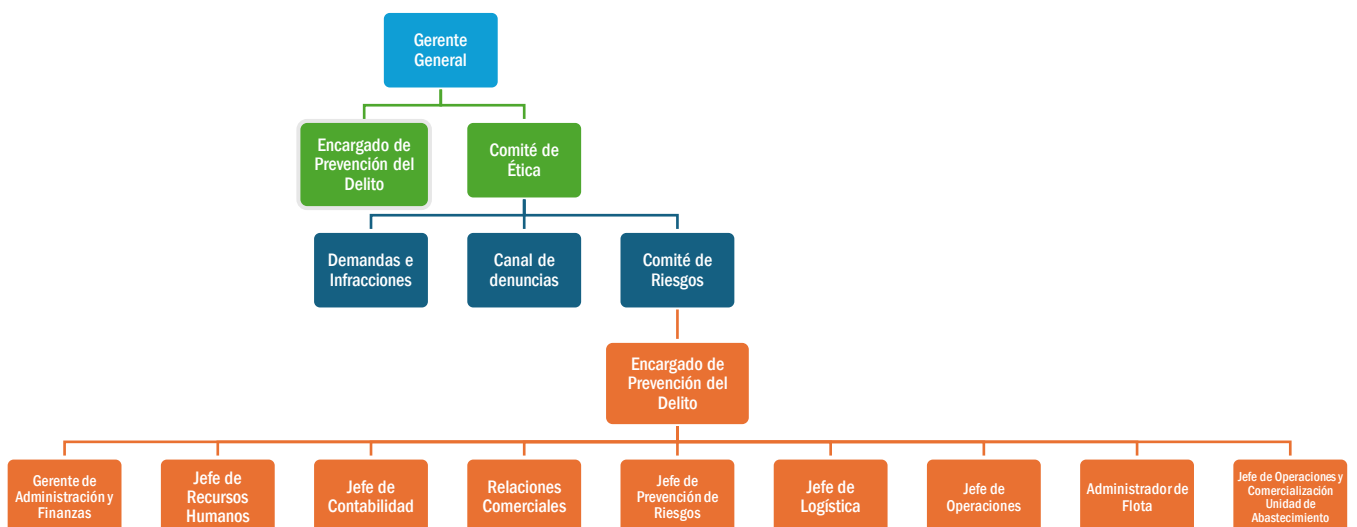 Gerente
General
Encargado de
Prevención del
Delito
Comité de
Ética
Demandas e
Infracciones
Canal de
denuncias
Comité de
Riesgos
Encargado de
Prevención del
Delito
Gerente de
Administración y
Finanzas
Jefe de
Recursos
Humanos
Jefe de
Contabilidad
Relaciones
Comerciales
Jefe de
Prevención de
Riesgos
Jefe de
Logística
Jefe de
Operaciones
Administrador de
Flota
Jefe de Operaciones y
Comercialización
Unidad de
Abastecimiento